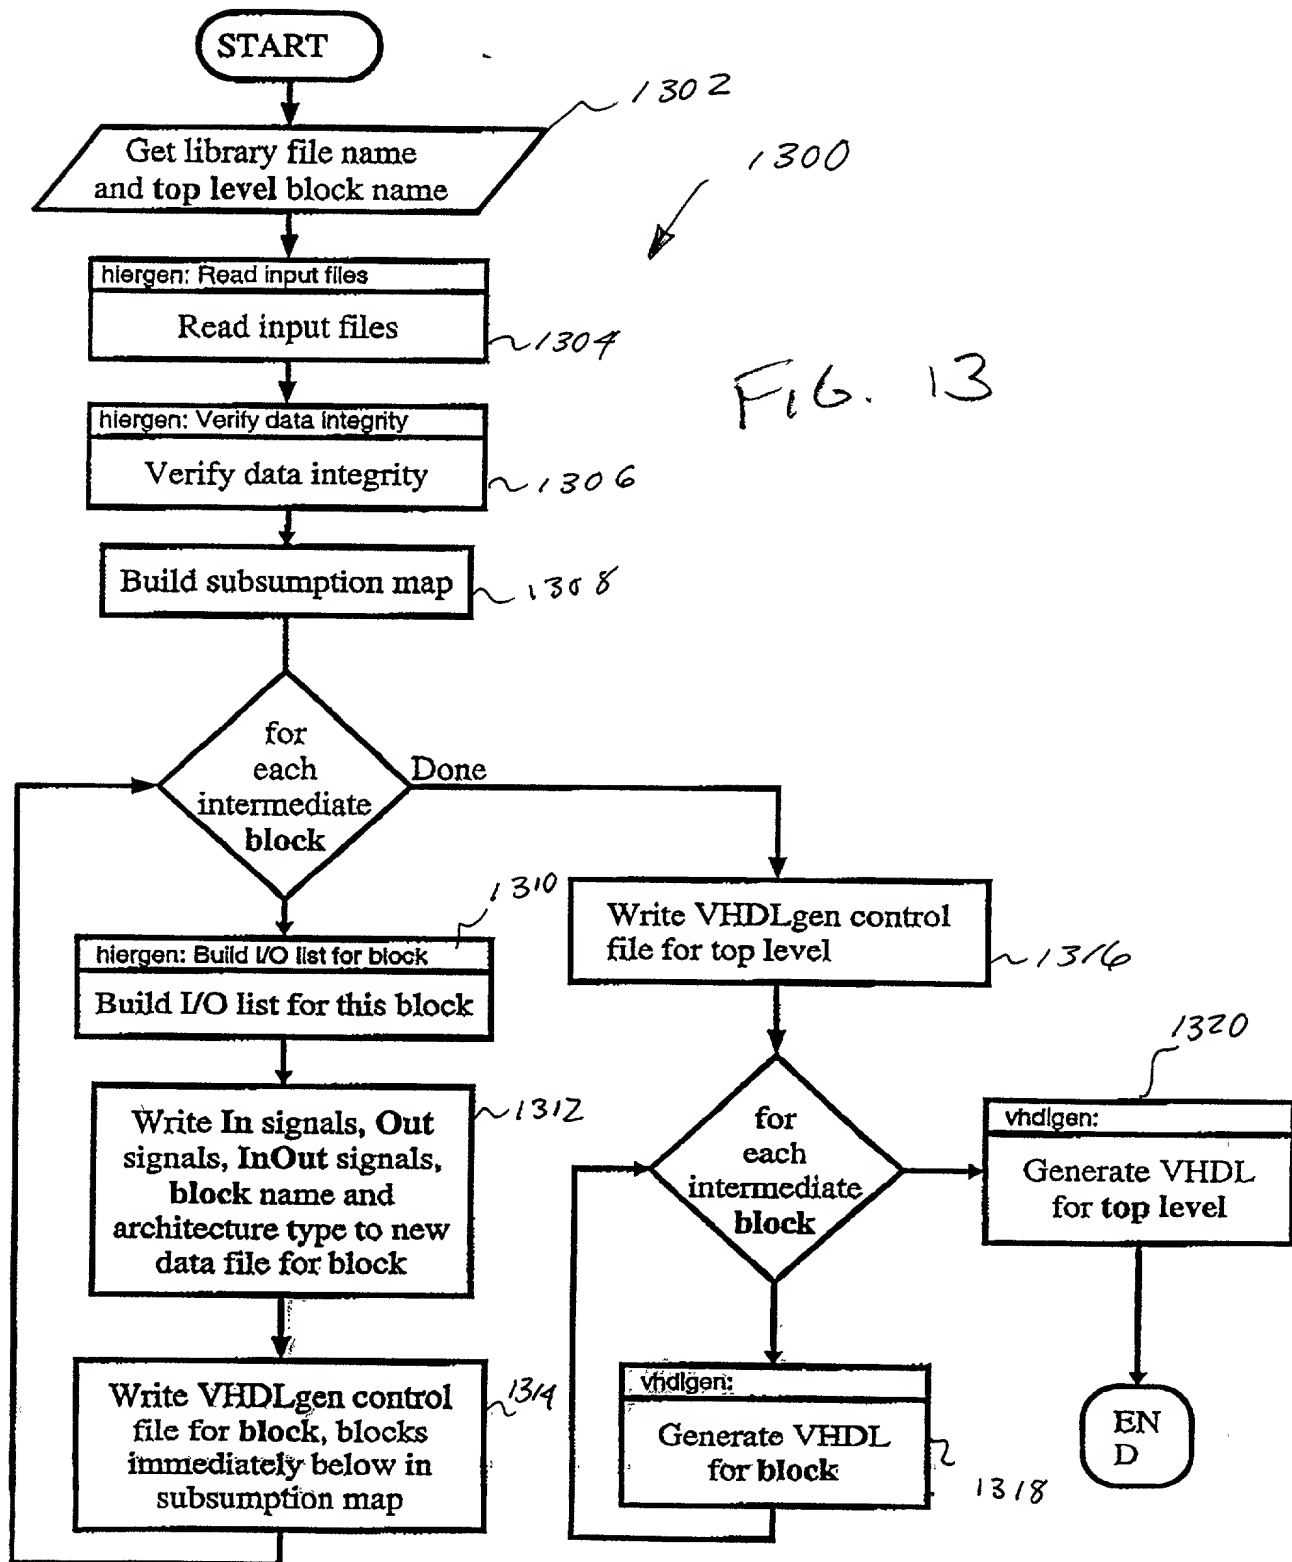 START
1302
Get library file name
and top level block name
1300
hiergen: Read input files
Read input files
1304
FIG. 13
hiergen: Verify data integrity
Verify data integrity
1306
Build subsumption map
1308
for
each
intermediate
block
Done
1310
hiergen: Build I/O list for block
Build I/O list for this block
Write In signals, Out
signals, InOut signals,
block name and
architecture type to new
data file for block
1312
Write VHDLgen control
file for block, blocks
immediately below in
subsumption map
1314
Write VHDLgen control
file for top level
1316
for
each
intermediate
block
1320
vhdlgen:
Generate VHDL
for top level
vhdlgen:
Generate VHDL
for block
1318
EN
D